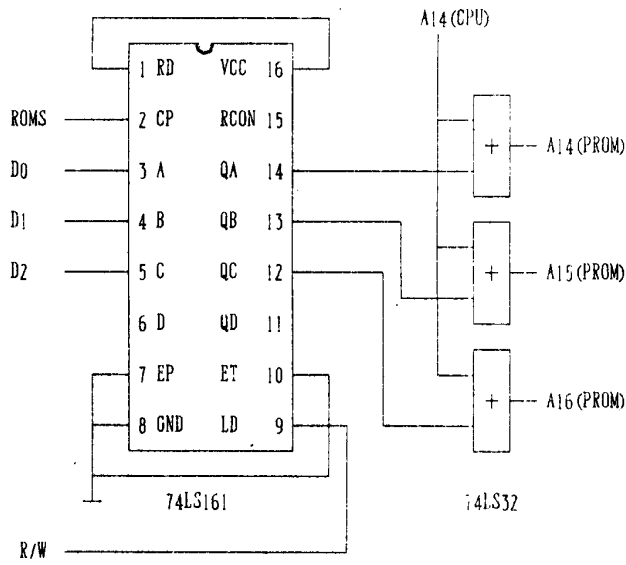 A14(CPU)
1 RD VCC 16
ROMS 2 CP RCON 15
+ A14(PROM)
D0 3 A QA 14
D1 4 B QB 13
D2 5 C QC 12
+ A15(PROM)
6 D QD 11
7 EP ET 10
+ A16(PROM)
8 GND LD 9
74LS161 74LS32
R/W